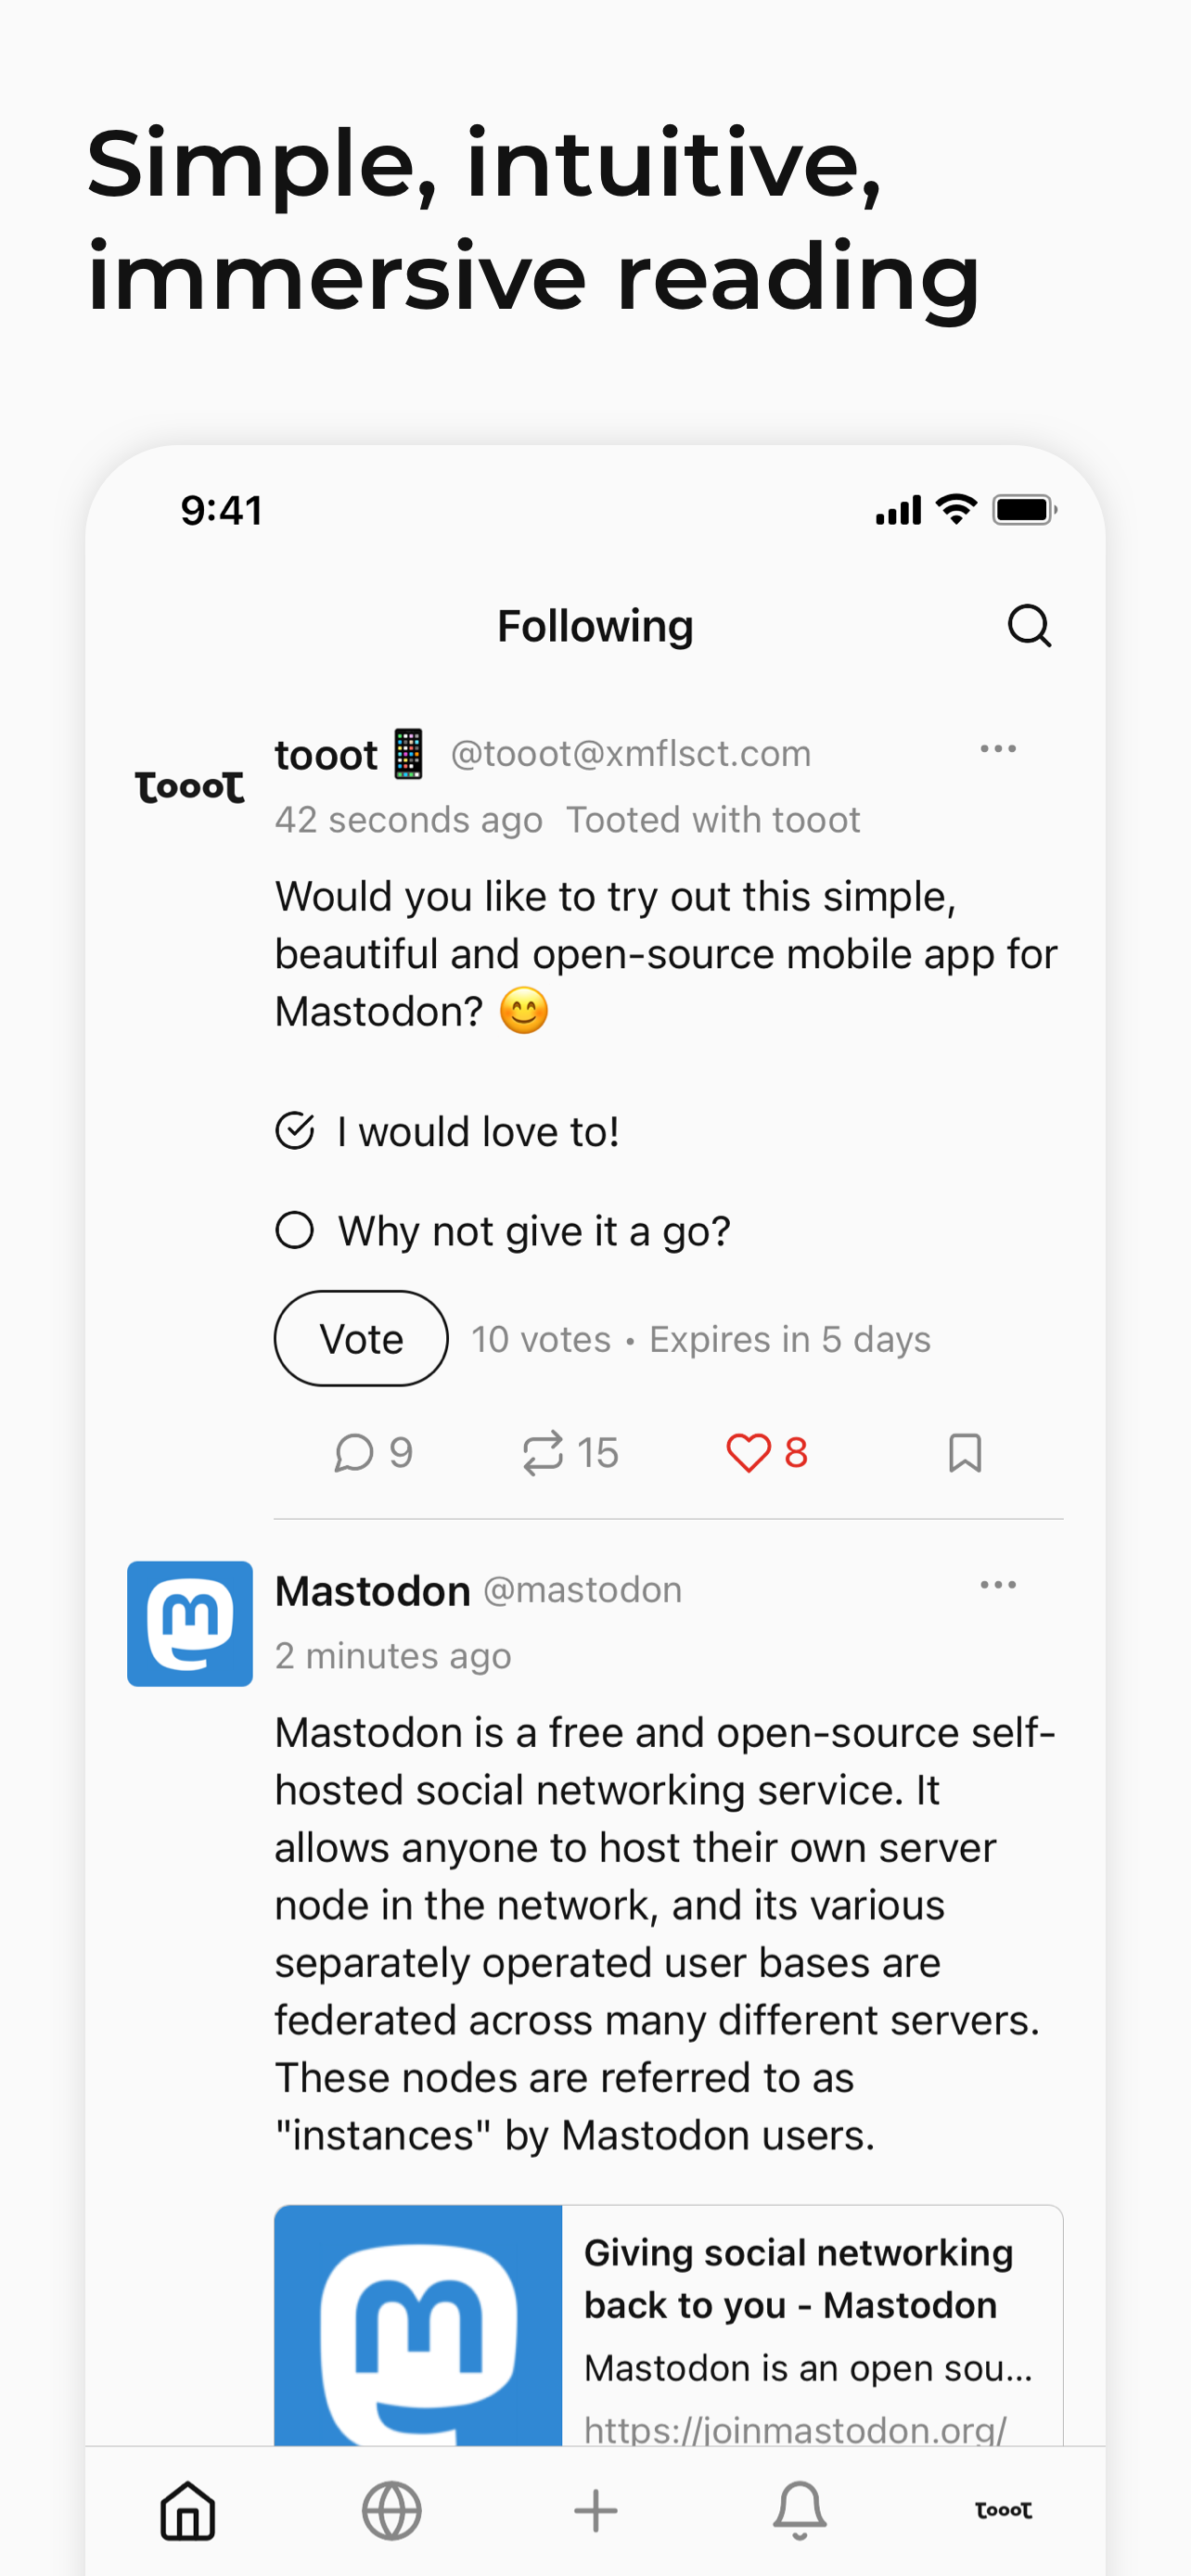 Simple, intuitive,
immersive reading
9:41
Following
tooot
tooot 📱 @tooot@xmflsct.com
42 seconds ago Tooted with tooot
Would you like to try out this simple,
beautiful and open-source mobile app for
Mastodon? 😊
I would love to!
Why not give it a go?
Vote 10 votes • Expires in 5 days
9 15 8
Mastodon @mastodon
2 minutes ago
Mastodon is a free and open-source self-
hosted social networking service. It
allows anyone to host their own server
node in the network, and its various
separately operated user bases are
federated across many different servers.
These nodes are referred to as
"instances" by Mastodon users.
Giving social networking
back to you - Mastodon
Mastodon is an open sou...
https://joinmastodon.org/
tooot